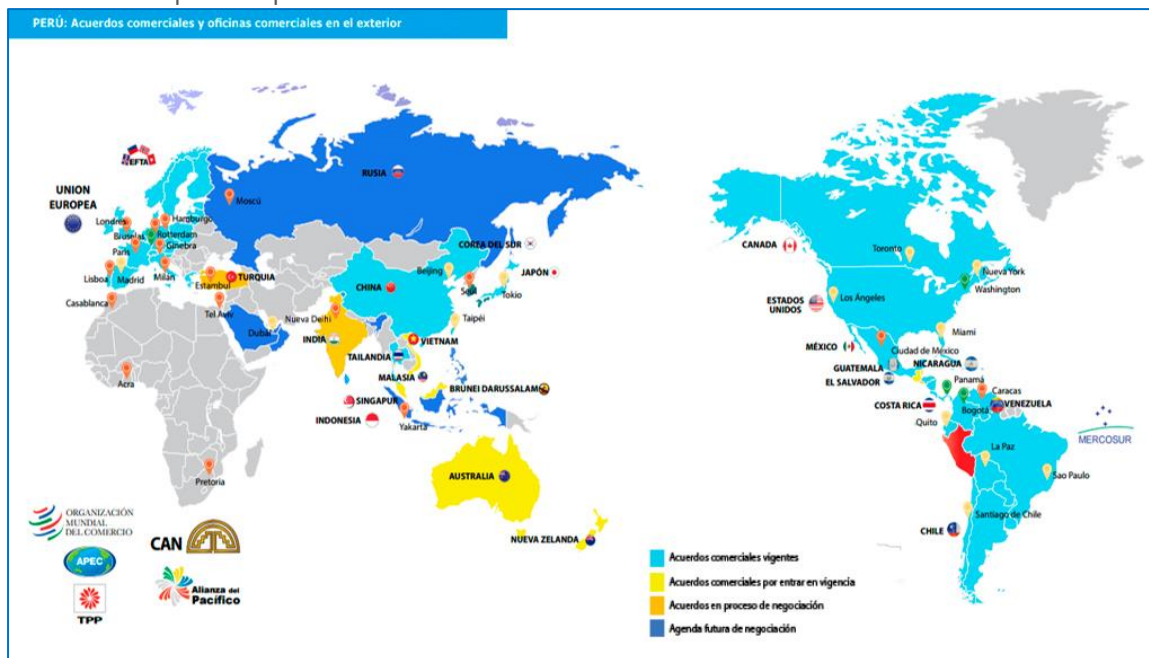 PERÚ: Acuerdos comerciales y oficinas comerciales en el exterior
EFTA
UNION
EUROPEA
RUSIA
Moscú
Londres
Hamburgo
Bruselas
Rotterdam
Ginebra
París
Lisboa
Madrid
Milán
Estambul
TURQUIA
Casablanca
Tel Aviv
Dubái
Nueva Delhi
INDIA
CHINA
Beijing
COREA DEL SUR
Seúl
JAPÓN
Tokio
Taipéi
VIETNAM
TAILANDIA
MALASIA
BRUNEI DARUSSALAM
SINGAPUR
INDONESIA
Yakarta
Acra
Pretoria
AUSTRALIA
NUEVA ZELANDA
CANADA
Toronto
Nueva York
Washington
ESTADOS
UNIDOS
Los Ángeles
Miami
MÉXICO
Ciudad de México
GUATEMALA
NICARAGUA
EL SALVADOR
Panamá
Caracas
COSTA RICA
VENEZUELA
Bogotá
Quito
MERCOSUR
La Paz
Sao Paulo
Santiago de Chile
CHILE
ORGANIZACIÓN
MUNDIAL
DEL COMERCIO
CAN
APEC
Alianza del
Pacífico
TPP
Acuerdos comerciales vigentes
Acuerdos comerciales por entrar en vigencia
Acuerdos en proceso de negociación
Agenda futura de negociación